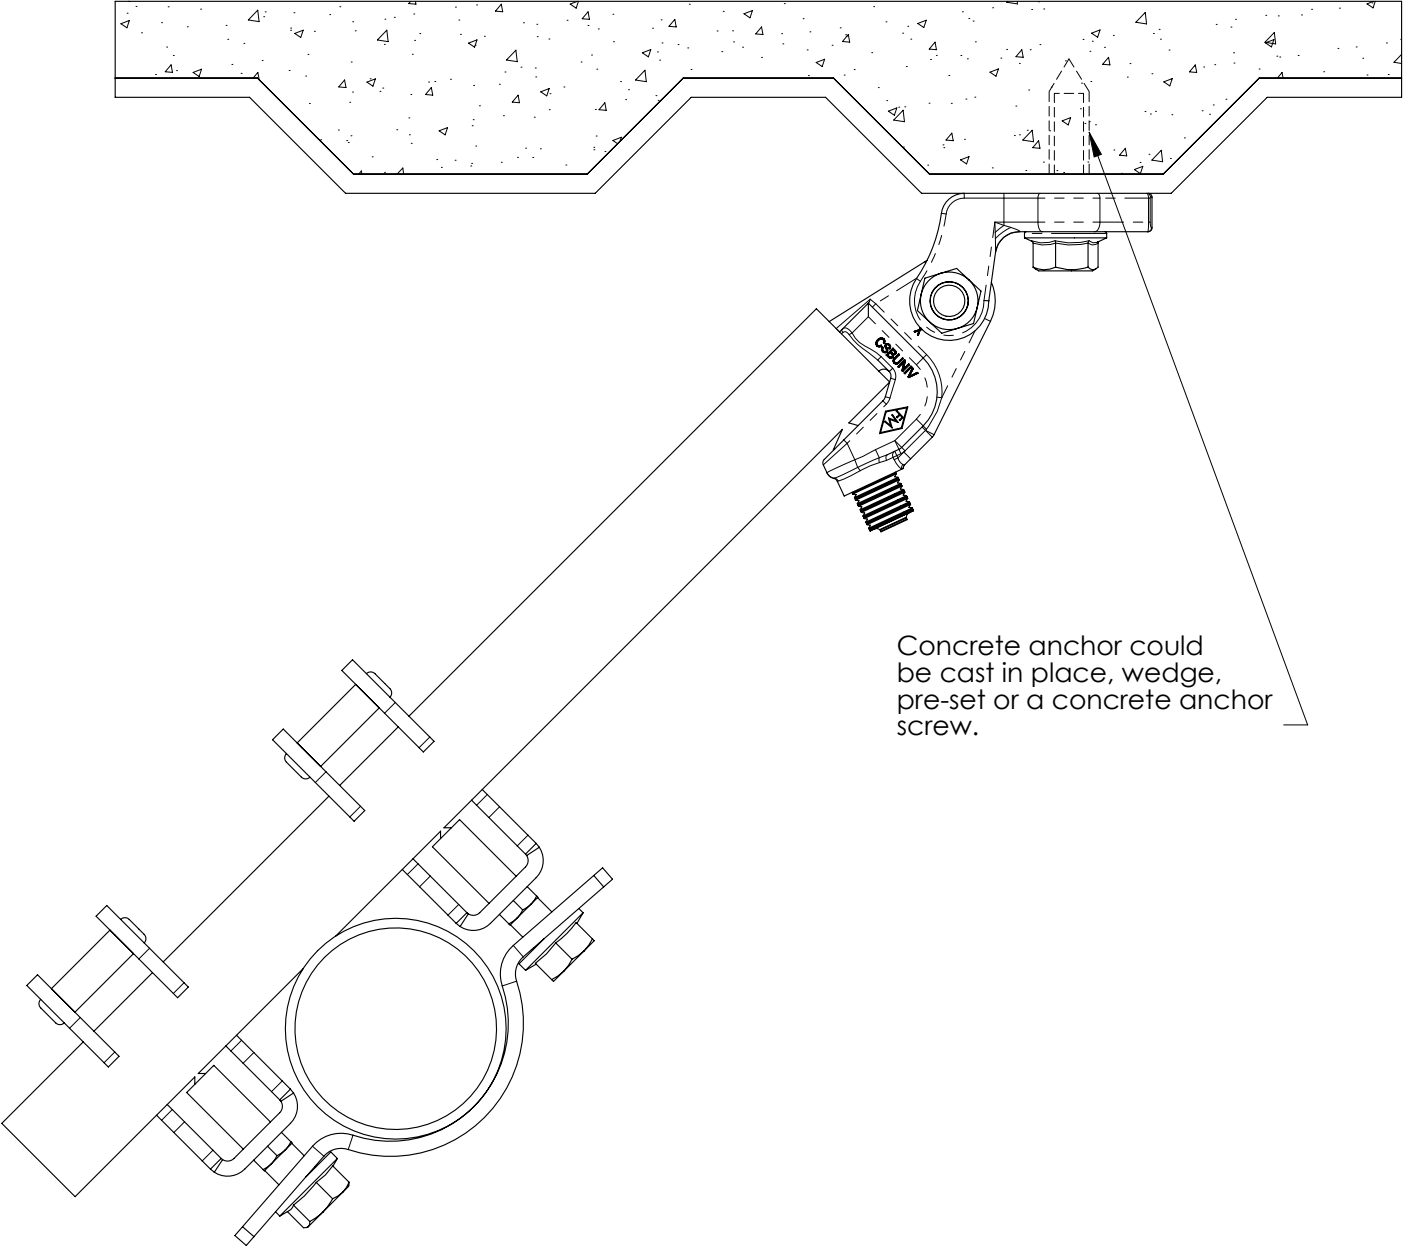 CSBUNIV
FM
Concrete anchor could
be cast in place, wedge,
pre-set or a concrete anchor
screw.